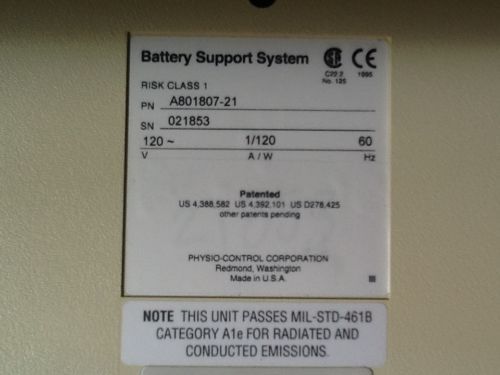 Battery Support System
CSA CE
C22.2 1995
No. 125
RISK CLASS 1
PN A801807-21
SN 021853
120 ~ 1/120 60
V A / W Hz
Patented
US 4,388,582 US 4,392,101 US D278,425
other patents pending
PHYSIO-CONTROL CORPORATION
Redmond, Washington
Made in U.S.A.
NOTE THIS UNIT PASSES MIL-STD-461B
CATEGORY A1e FOR RADIATED AND
CONDUCTED EMISSIONS.